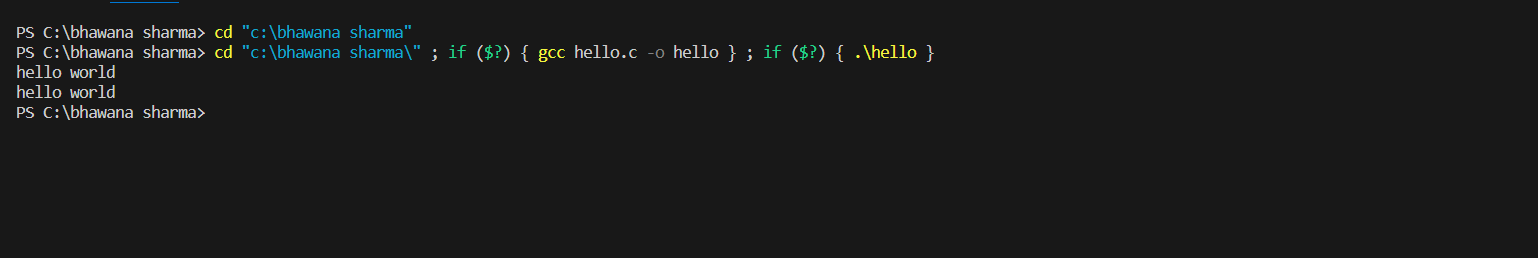 PS C:\bhawana sharma> cd "c:\bhawana sharma"
PS C:\bhawana sharma> cd "c:\bhawana sharma\" ; if ($?) { gcc hello.c -o hello } ; if ($?) { .\hello }
hello world
hello world
PS C:\bhawana sharma>